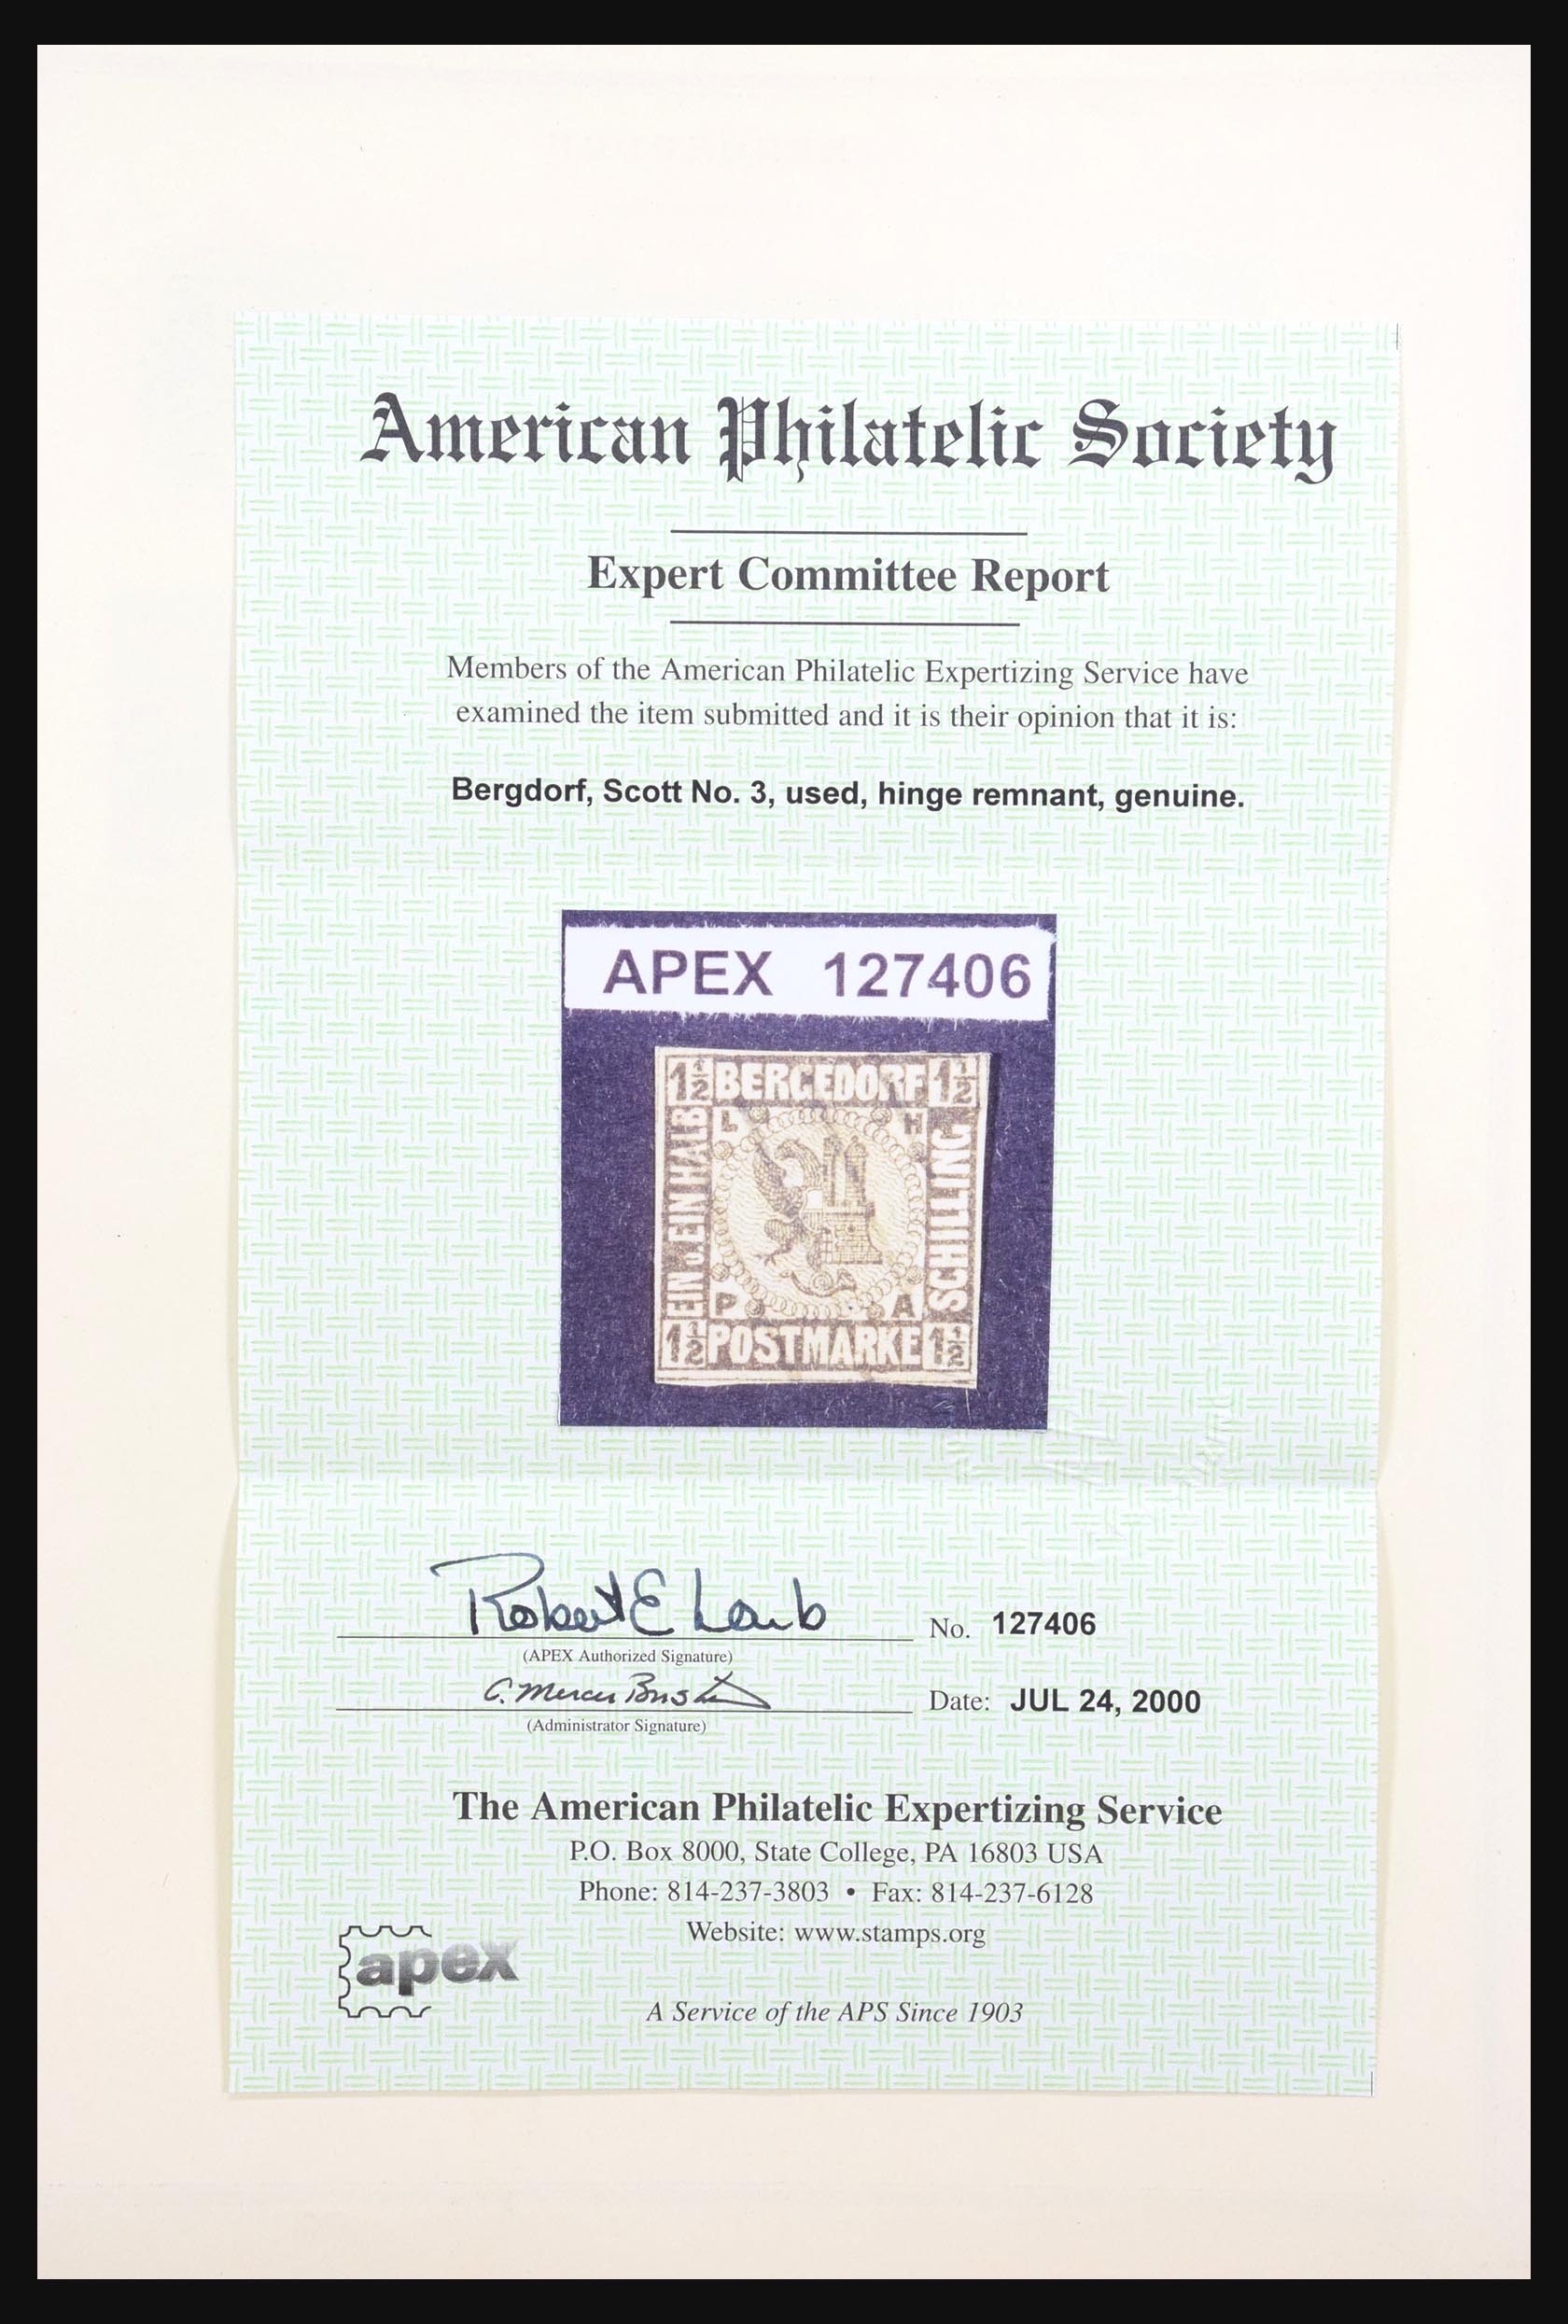 American Philatelic Society
Expert Committee Report
Members of the American Philatelic Expertizing Service have
examined the item submitted and it is their opinion that it is:
Bergdorf, Scott No. 3, used, hinge remnant, genuine.
APEX 127406
1½ BERGEDORF 1½
L H
EIN u. EIN HALB
SCHILLING
P A
1½ POSTMARKE 1½
Robert E Lamb
No. 127406
(APEX Authorized Signature)
C. Mercer
Date: JUL 24, 2000
(Administrator Signature)
The American Philatelic Expertizing Service
P.O. Box 8000, State College, PA 16803 USA
Phone: 814-237-3803 • Fax: 814-237-6128
Website: www.stamps.org
apex
A Service of the APS Since 1903